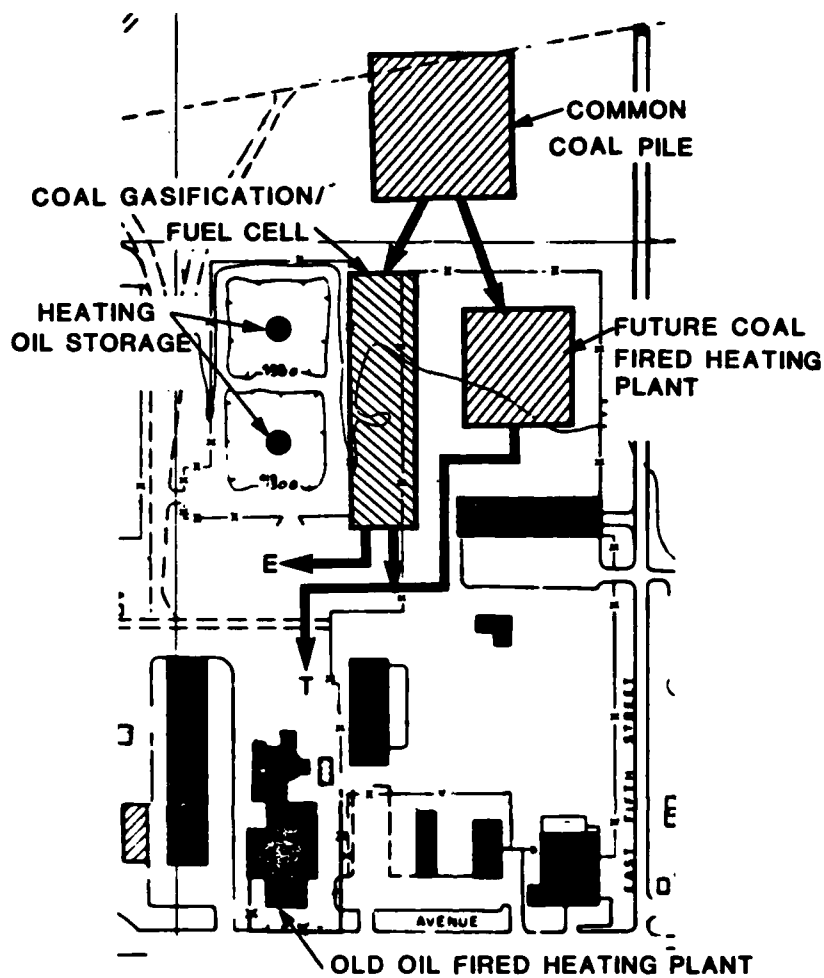 COMMON
COAL PILE
COAL GASIFICATION/
FUEL CELL
HEATING
OIL STORAGE
FUTURE COAL
FIRED HEATING
PLANT
E
T
EAST FIFTH STREET
AVENUE
OLD OIL FIRED HEATING PLANT